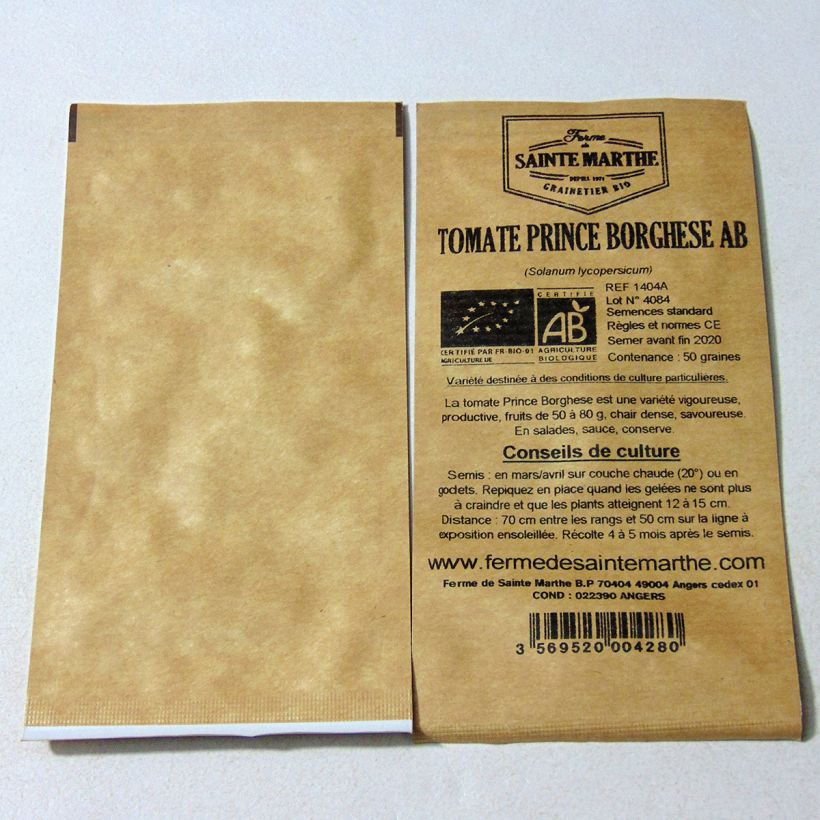 Ferme
de
SAINTE MARTHE
DEPUIS 1971
GRAINETIER BIO
TOMATE PRINCE BORGHESE AB
(Solanum lycopersicum)
REF 1404A
Lot N° 4084
Semences standard
Règles et normes CE
Semer avant fin 2020
Contenance : 50 graines
CERTIFIÉ PAR FR-BIO-01
AGRICULTURE UE
CERTIFIÉ
AB
AGRICULTURE
BIOLOGIQUE
Variété destinée à des conditions de culture particulières.
La tomate Prince Borghese est une variété vigoureuse,
productive, fruits de 50 à 80 g, chair dense, savoureuse.
En salades, sauce, conserve.
Conseils de culture
Semis : en mars/avril sur couche chaude (20°) ou en
godets. Repiquez en place quand les gelées ne sont plus
à craindre et que les plants atteignent 12 à 15 cm.
Distance : 70 cm entre les rangs et 50 cm sur la ligne à
exposition ensoleillée. Récolte 4 à 5 mois après le semis.
www.fermedesaintemarthe.com
Ferme de Sainte Marthe B.P 70404 49004 Angers cedex 01
COND : 022390 ANGERS
3 569520 004280